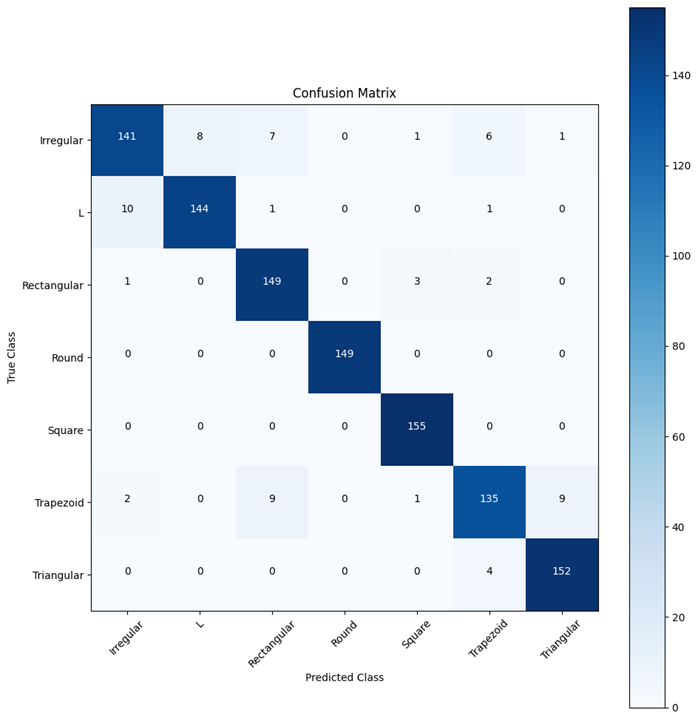 Confusion Matrix
Irregular 141 8 7 0 1 6 1
L 10 144 1 0 0 1 0
Rectangular 1 0 149 0 3 2 0
Round 0 0 0 149 0 0 0
Square 0 0 0 0 155 0 0
Trapezoid 2 0 9 0 1 135 9
Triangular 0 0 0 0 0 4 152
True Class
Irregular L Rectangular Round Square Trapezoid Triangular
Predicted Class
140
120
100
80
60
40
20
0